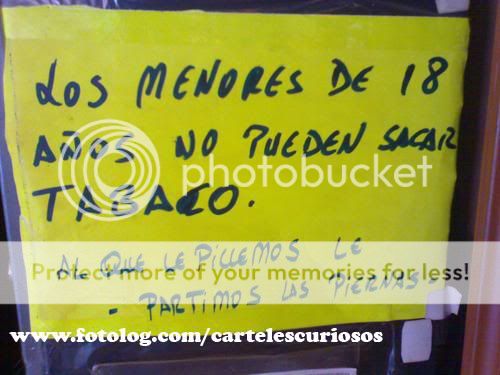 LOS MENORES DE 18
AÑOS NO PUEDEN SACAR
TABACO.
photobucket
AL QUE LE PILLEMOS LE
Protect more of your memories for less!
- PARTIMOS LAS PIERNAS -
www.fotolog.com/cartelescuriosos